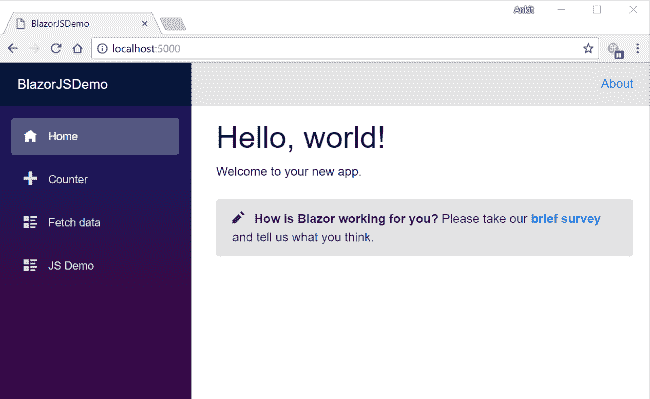 Ankit
BlazorJSDemo
localhost:5000
BlazorJSDemo
About
Home
Counter
Fetch data
JS Demo
Hello, world!
Welcome to your new app.
How is Blazor working for you? Please take our brief survey
and tell us what you think.